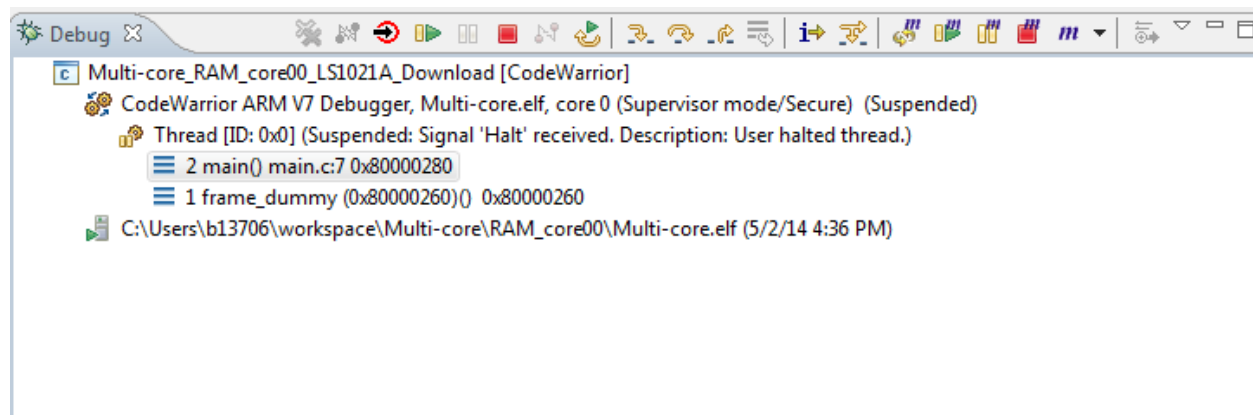 Debug
i m
Multi-core_RAM_core00_LS1021A_Download [CodeWarrior]
CodeWarrior ARM V7 Debugger, Multi-core.elf, core 0 (Supervisor mode/Secure) (Suspended)
Thread [ID: 0x0] (Suspended: Signal 'Halt' received. Description: User halted thread.)
2 main() main.c:7 0x80000280
1 frame_dummy (0x80000260)() 0x80000260
C:\Users\b13706\workspace\Multi-core\RAM_core00\Multi-core.elf (5/2/14 4:36 PM)